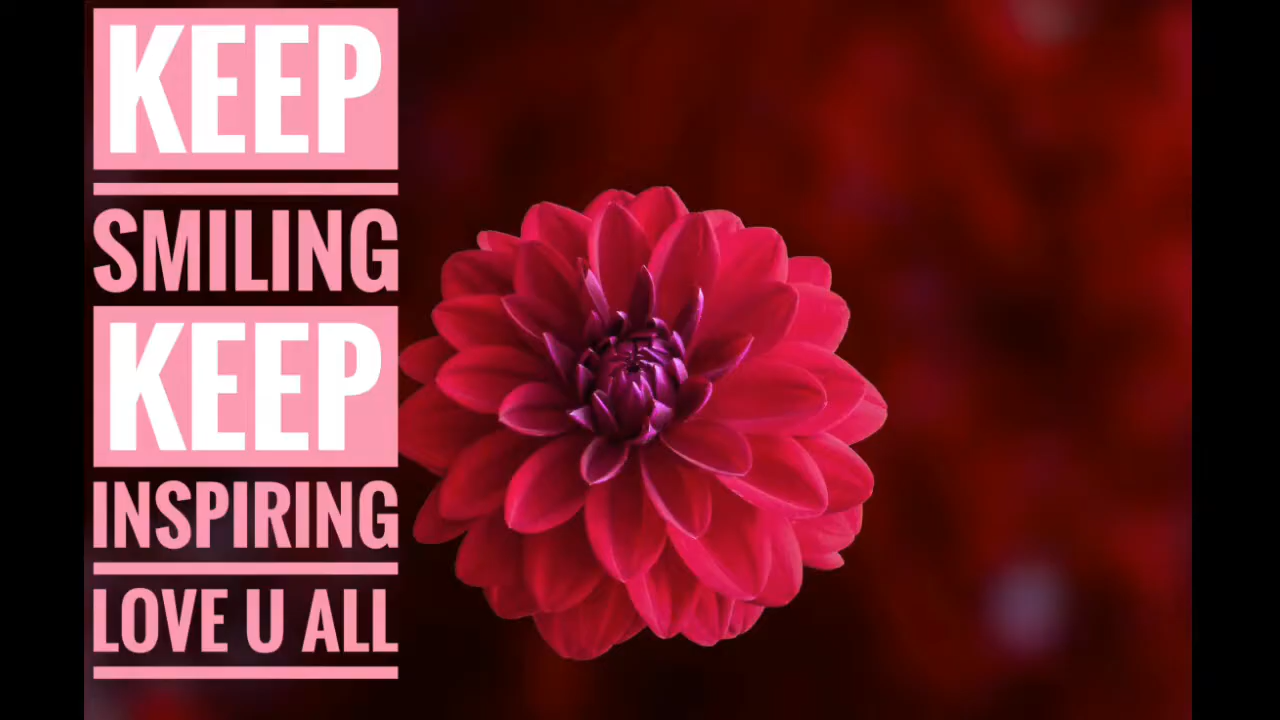 KEEP
SMILING
KEEP
INSPIRING
LOVE U ALL